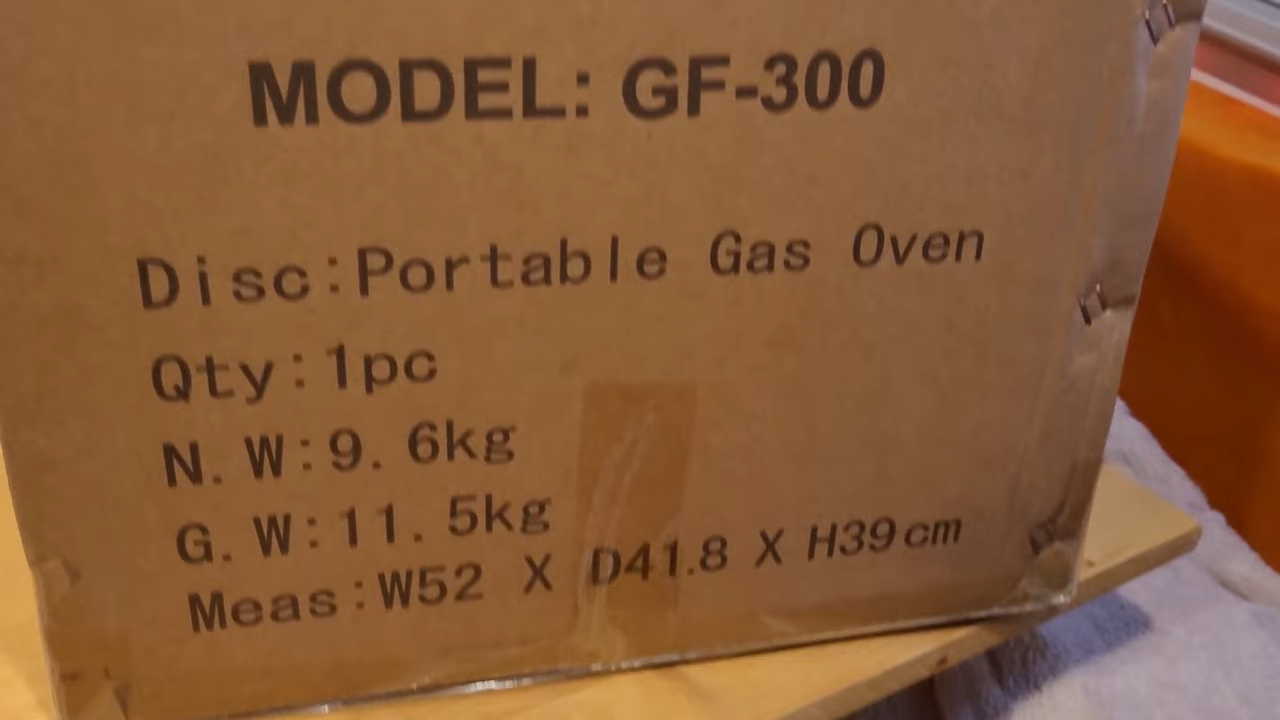 MODEL: GF-300
Disc:Portable Gas Oven
Qty:1pc
N.W:9.6kg
G.W:11.5kg
Meas:W52 X D41.8 X H39cm